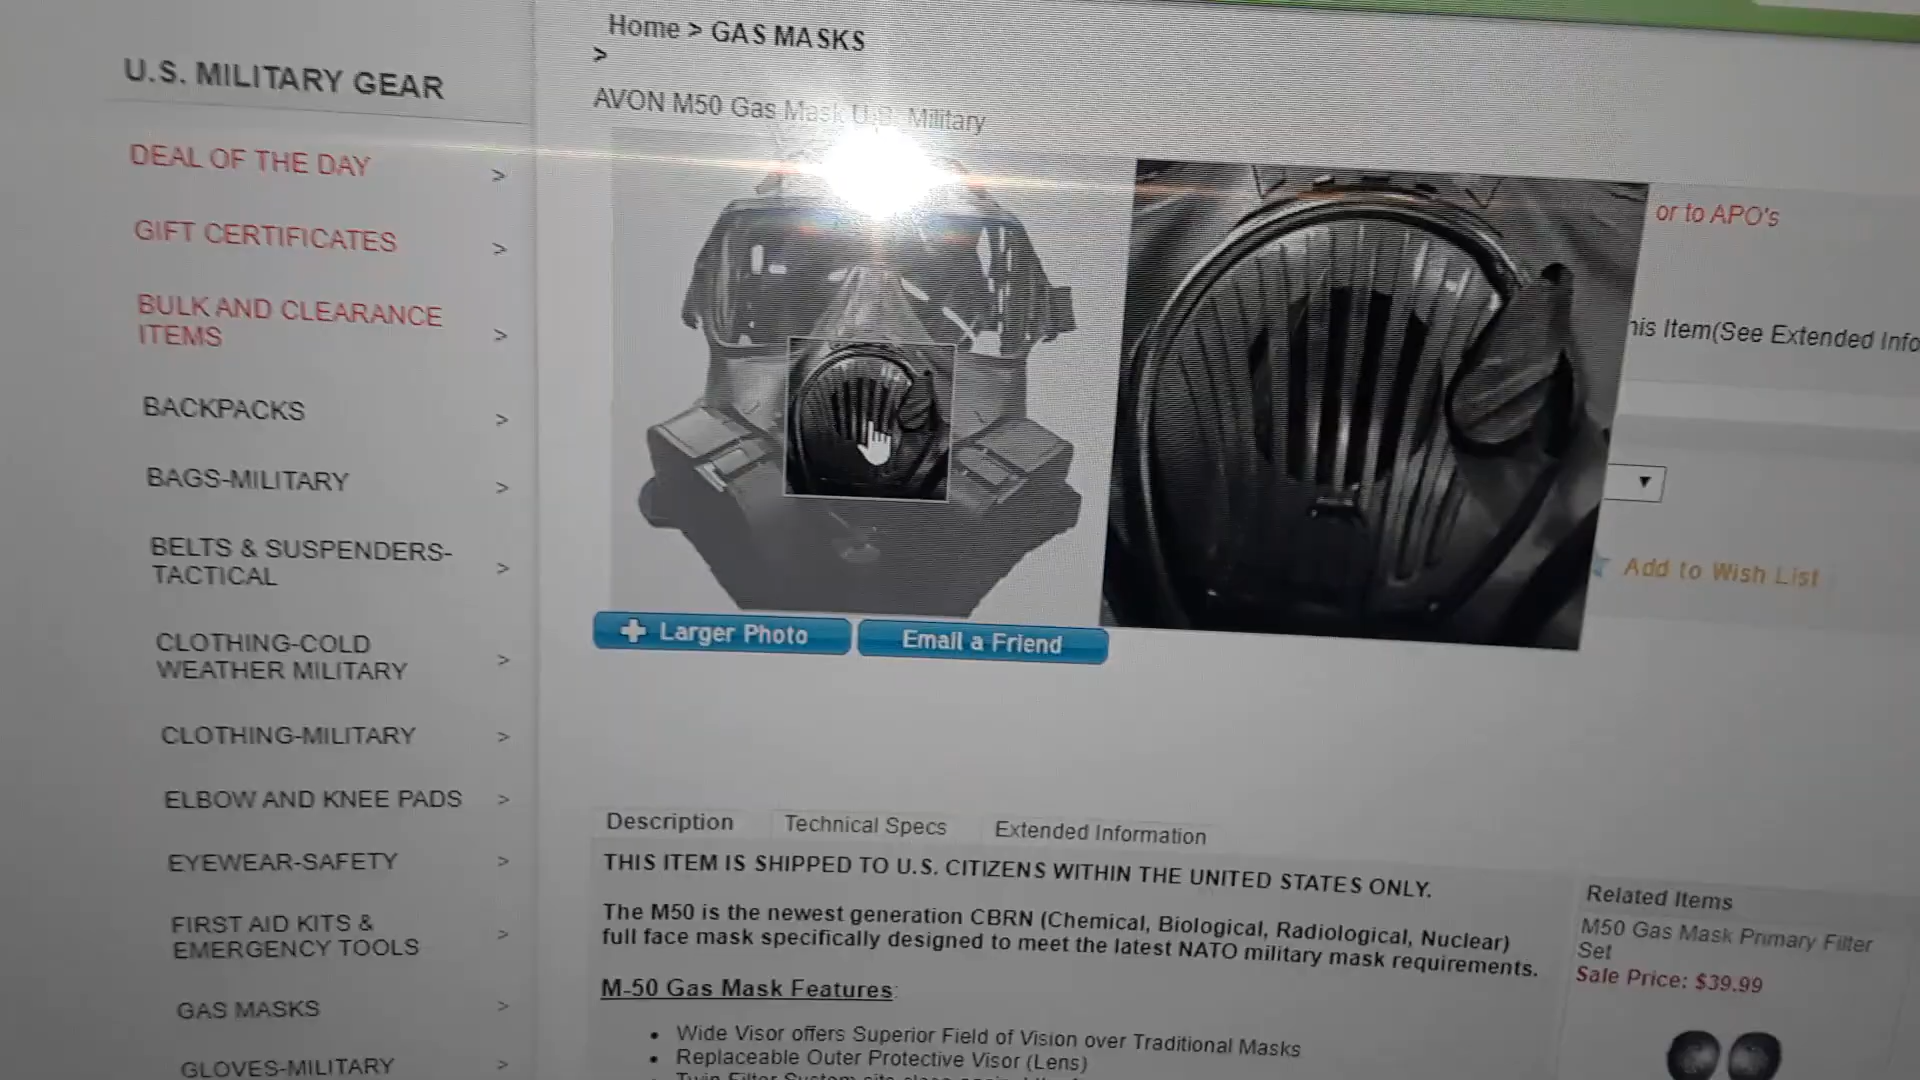 Home > GAS MASKS
>
U.S. MILITARY GEAR
AVON M50 Gas Mask U.S. Military
DEAL OF THE DAY >
GIFT CERTIFICATES >
BULK AND CLEARANCE
ITEMS >
BACKPACKS >
BAGS-MILITARY >
BELTS & SUSPENDERS-
TACTICAL >
CLOTHING-COLD
WEATHER MILITARY >
CLOTHING-MILITARY >
ELBOW AND KNEE PADS >
EYEWEAR-SAFETY >
FIRST AID KITS &
EMERGENCY TOOLS >
GAS MASKS >
GLOVES-MILITARY >
or to APO's
his Item(See Extended Info
Add to Wish List
Larger Photo
Email a Friend
Description
Technical Specs
Extended Information
THIS ITEM IS SHIPPED TO U.S. CITIZENS WITHIN THE UNITED STATES ONLY.
The M50 is the newest generation CBRN (Chemical, Biological, Radiological, Nuclear)
full face mask specifically designed to meet the latest NATO military mask requirements.
M-50 Gas Mask Features:
• Wide Visor offers Superior Field of Vision over Traditional Masks
• Replaceable Outer Protective Visor (Lens)
Related Items
M50 Gas Mask Primary Filter
Set
Sale Price: $39.99